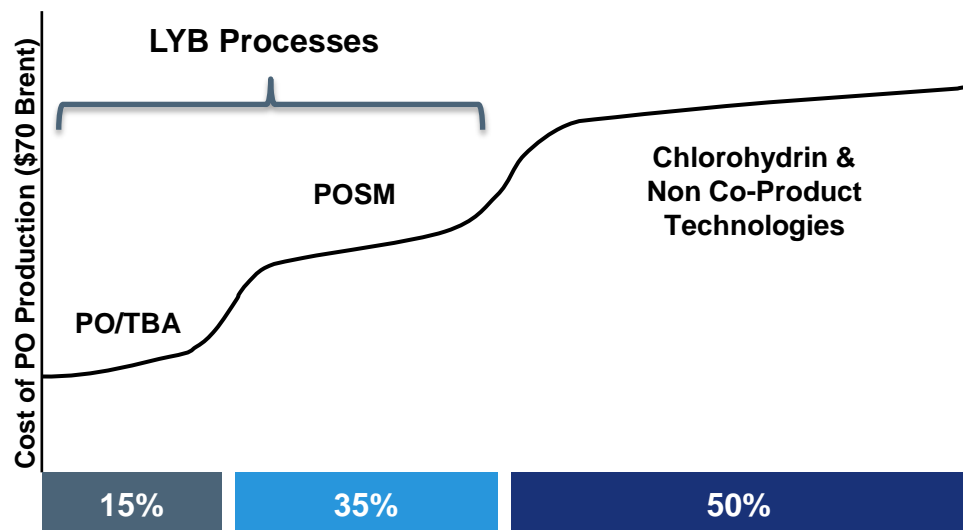 LYB Processes
Cost of PO Production ($70 Brent)
PO/TBA
POSM
Chlorohydrin &
Non Co-Product
Technologies
15%
35%
50%